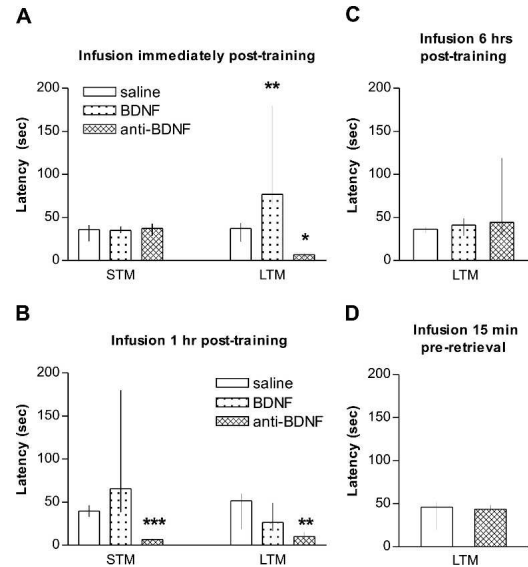 A
Infusion immediately post-training
saline
BDNF
anti-BDNF
Latency (sec)
200
150
100
50
0
**
*
STM
LTM
B
Infusion 1 hr post-training
saline
BDNF
anti-BDNF
Latency (sec)
200
150
100
50
0
***
**
STM
LTM
C
Infusion 6 hrs
post-training
Latency (sec)
200
150
100
50
0
LTM
D
Infusion 15 min
pre-retrieval
Latency (sec)
200
150
100
50
0
LTM